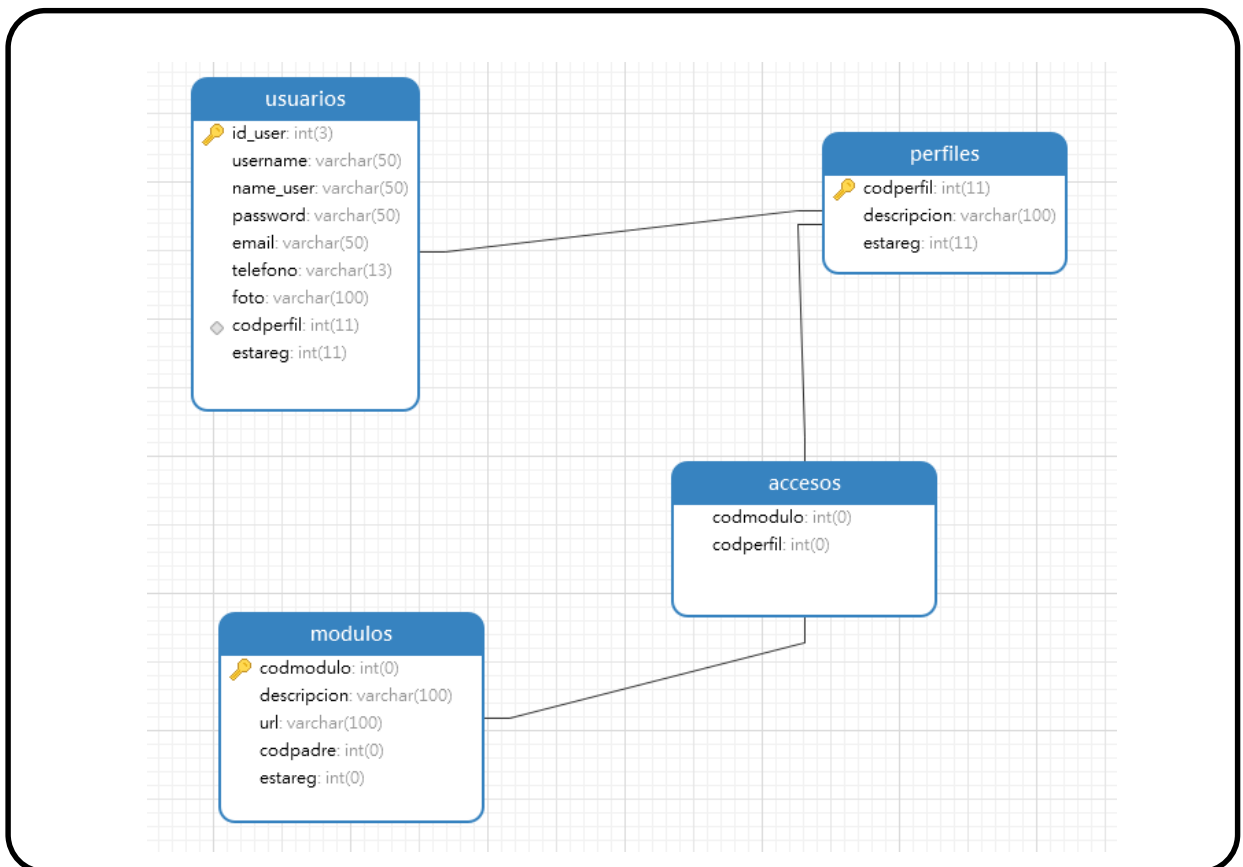 usuarios
id_user: int(3)
username: varchar(50)
name_user: varchar(50)
password: varchar(50)
email: varchar(50)
telefono: varchar(13)
foto: varchar(100)
codperfil: int(11)
estareg: int(11)
perfiles
codperfil: int(11)
descripcion: varchar(100)
estareg: int(11)
accesos
codmodulo: int(0)
codperfil: int(0)
modulos
codmodulo: int(0)
descripcion: varchar(100)
url: varchar(100)
codpadre: int(0)
estareg: int(0)